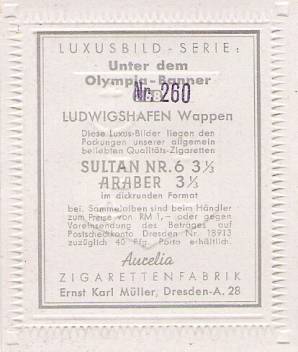 LUXUSBILD-SERIE:
Unter dem
Olympia-Banner
Nr. 260
LUDWIGSHAFEN Wappen
Diese Luxus-Bilder liegen den
Packungen unserer allgemein
beliebten Qualitäts-Zigaretten
SULTAN NR. 6 3⅓
ARABER 3⅓
im dickrunden Format
bei. Sammelalben sind beim Händler
zum Preise von RM 1,— oder gegen
Voreinsendung des Betrages auf
Postscheckkonto Dresden Nr. 18913
zuzüglich 40 Pfg. Porto erhältlich.
Aurelia
ZIGARETTENFABRIK
Ernst Karl Müller, Dresden-A. 28